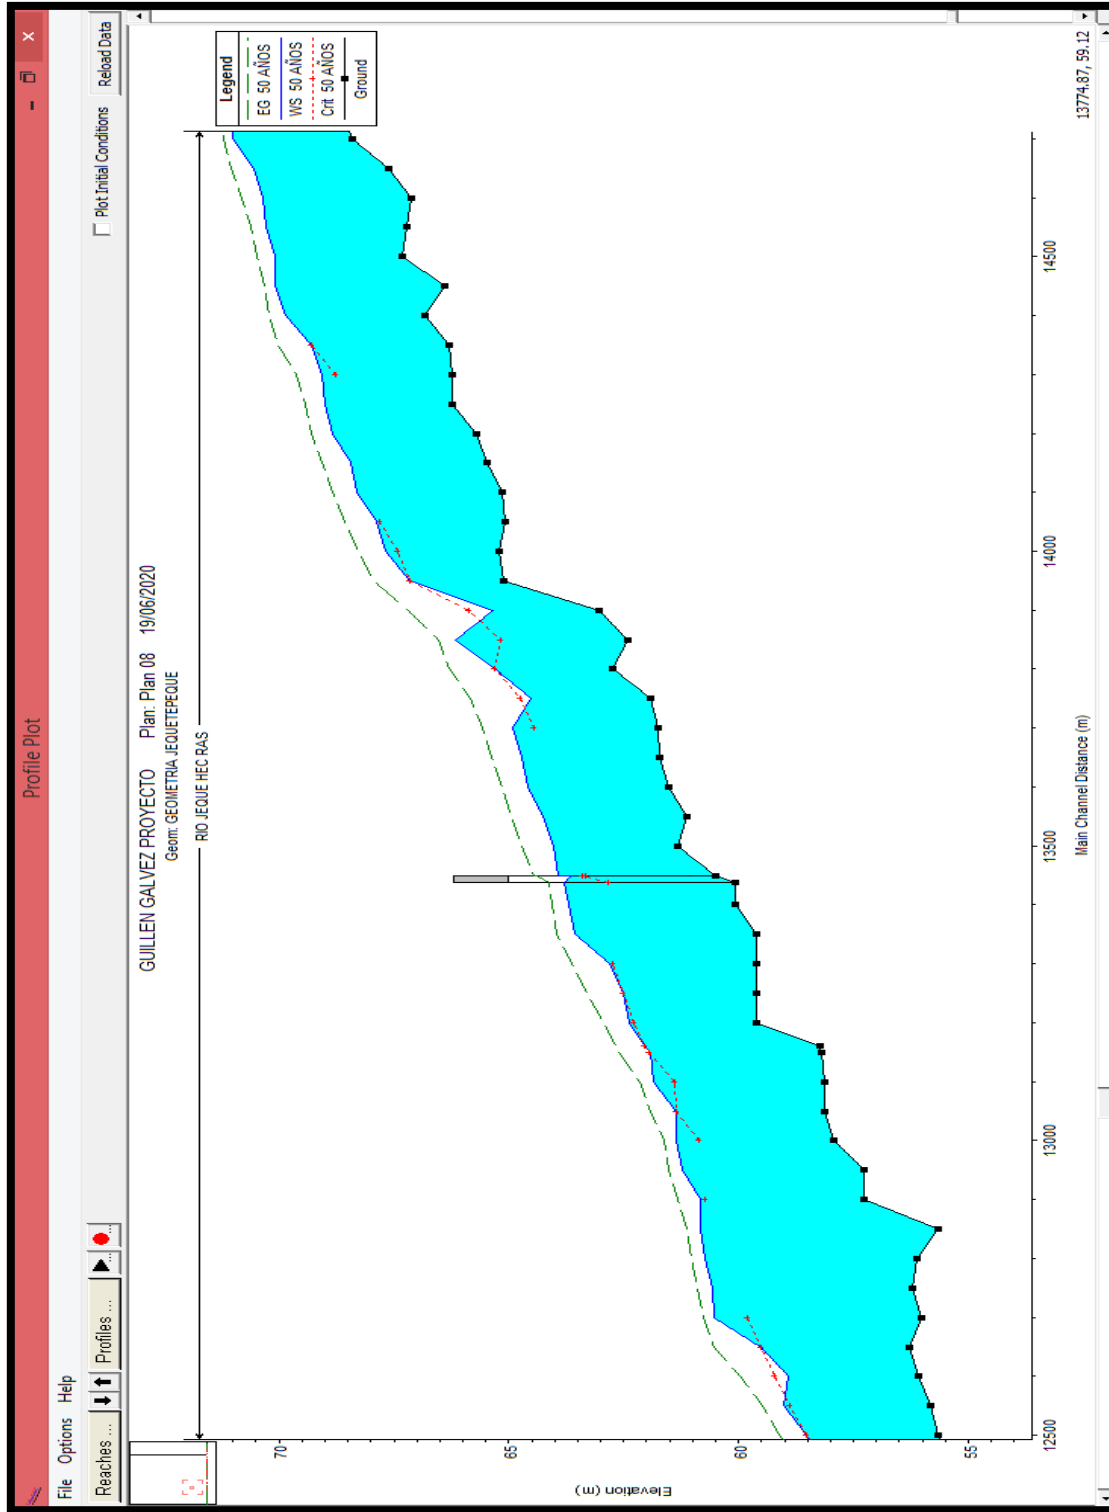 Profile Plot
File Options Help
Reaches ... Profiles ... Plot Initial Conditions Reload Data
GUILLEN GALVEZ PROYECTO Plan: Plan 08 19/06/2020
Geom: GEOMETRIA JEQUETEPEQUE
RIO JEQUE HEC RAS
Legend
EG 50 AÑOS
WS 50 AÑOS
Crit 50 AÑOS
Ground
70
65
60
55
Elevation (m)
12500 13000 13500 14000 14500
Main Channel Distance (m)
13774.87, 59.12